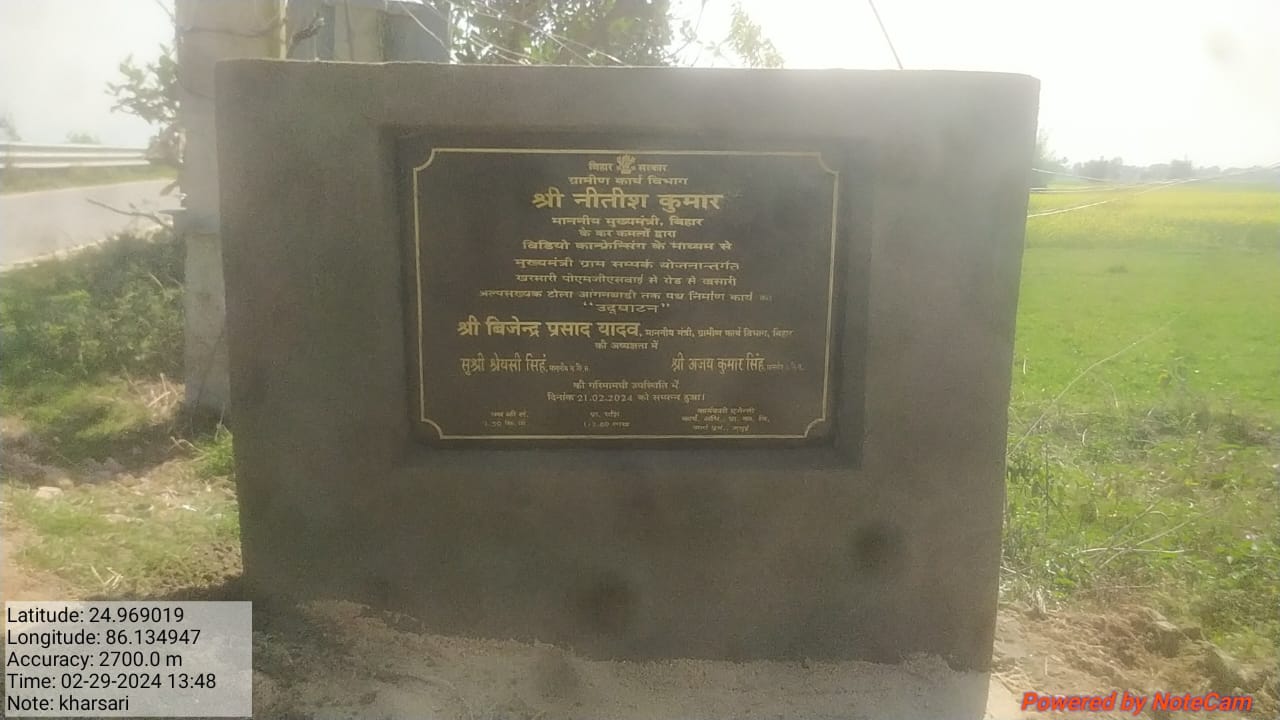 बिहार सरकार
ग्रामीण कार्य विभाग
श्री नीतीश कुमार
माननीय मुख्यमंत्री, बिहार
के कर कमलों द्वारा
विडियो कान्फ्रेन्सिंग के माध्यम से
मुख्यमंत्री ग्राम सम्पर्क योजनान्तर्गत
खरसारी पीएमजीएसवाई से रोड से खसारी
अल्पसंख्यक टोला आंगनबाड़ी तक पथ निर्माण कार्य का
“उद्घाटन”
श्री बिजेन्द्र प्रसाद यादव, माननीय मंत्री, ग्रामीण कार्य विभाग, बिहार
की अध्यक्षता में
सुश्री श्रेयसी सिंह, श्री अजय कुमार सिंह,
की गरिमामयी उपस्थिति में
दिनांक 21.02.2024 को सम्पन्न हुआ।
प्रा. राशि कार्यकारी एजेन्सी
Latitude: 24.969019
Longitude: 86.134947
Accuracy: 2700.0 m
Time: 02-29-2024 13:48
Note: kharsari
Powered by NoteCam